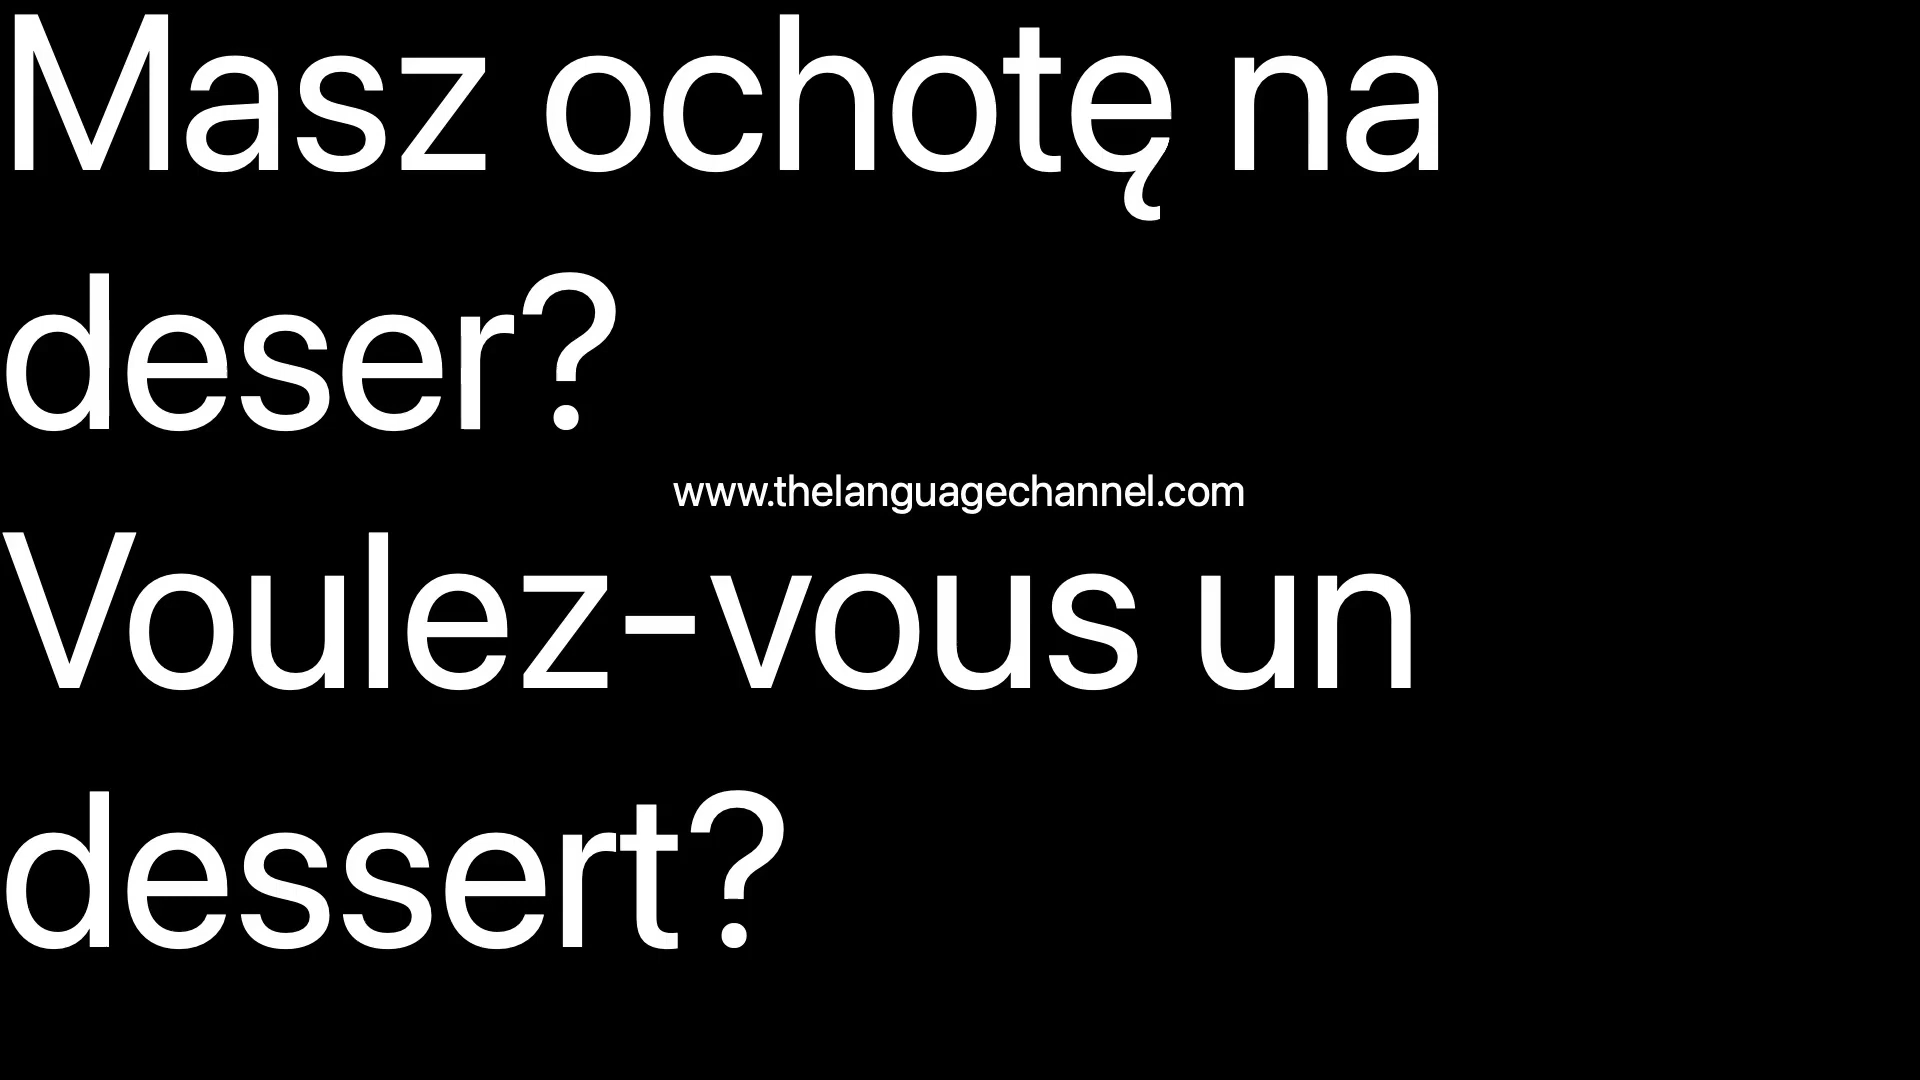 Masz ochotę na
deser?
www.thelanguagechannel.com
Voulez-vous un
dessert?